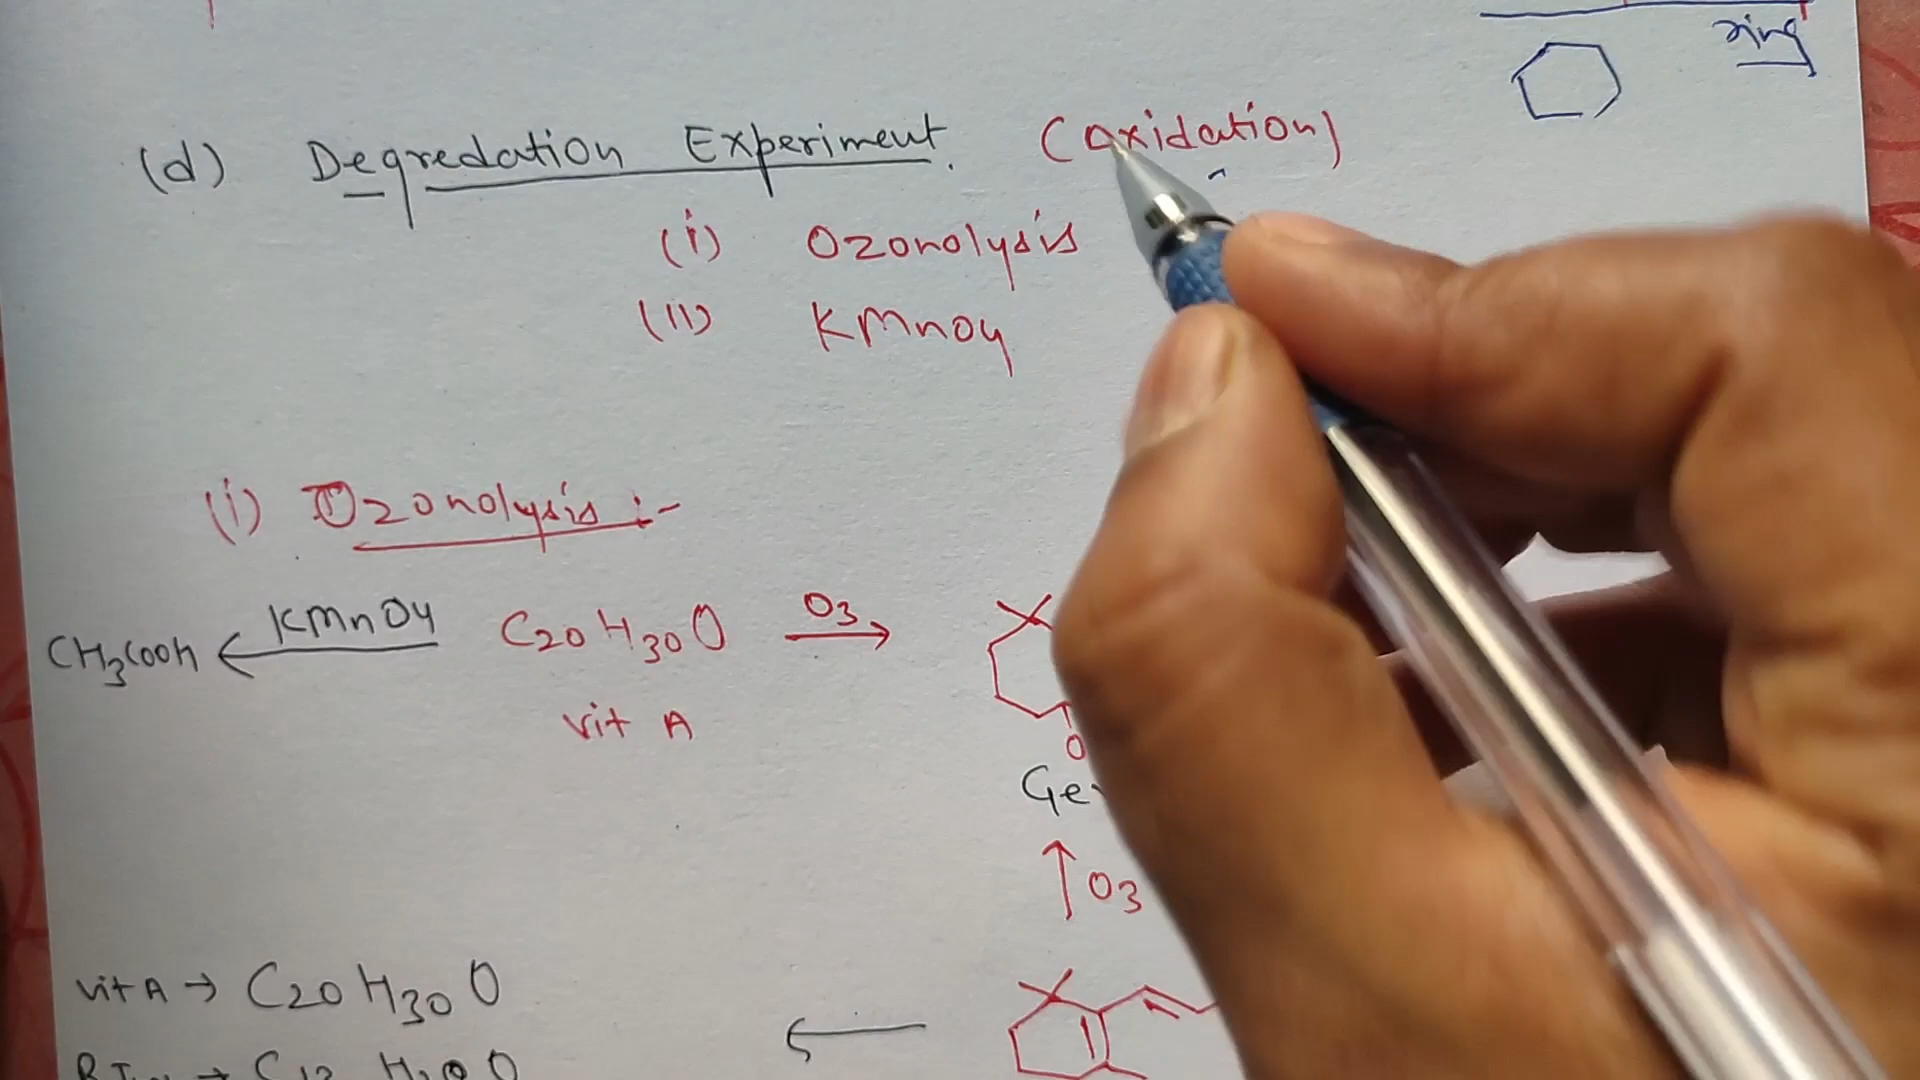 ring
(d) Degredation Experiment. (Oxidation)
(i) Ozonolysis
(ii) KMnO4
(i) Ozonolysis :-
CH3COOH ← KMnO4 C20H30O O3 →
Vit A
O
Ge
↑ O3
Vit A → C20H30O